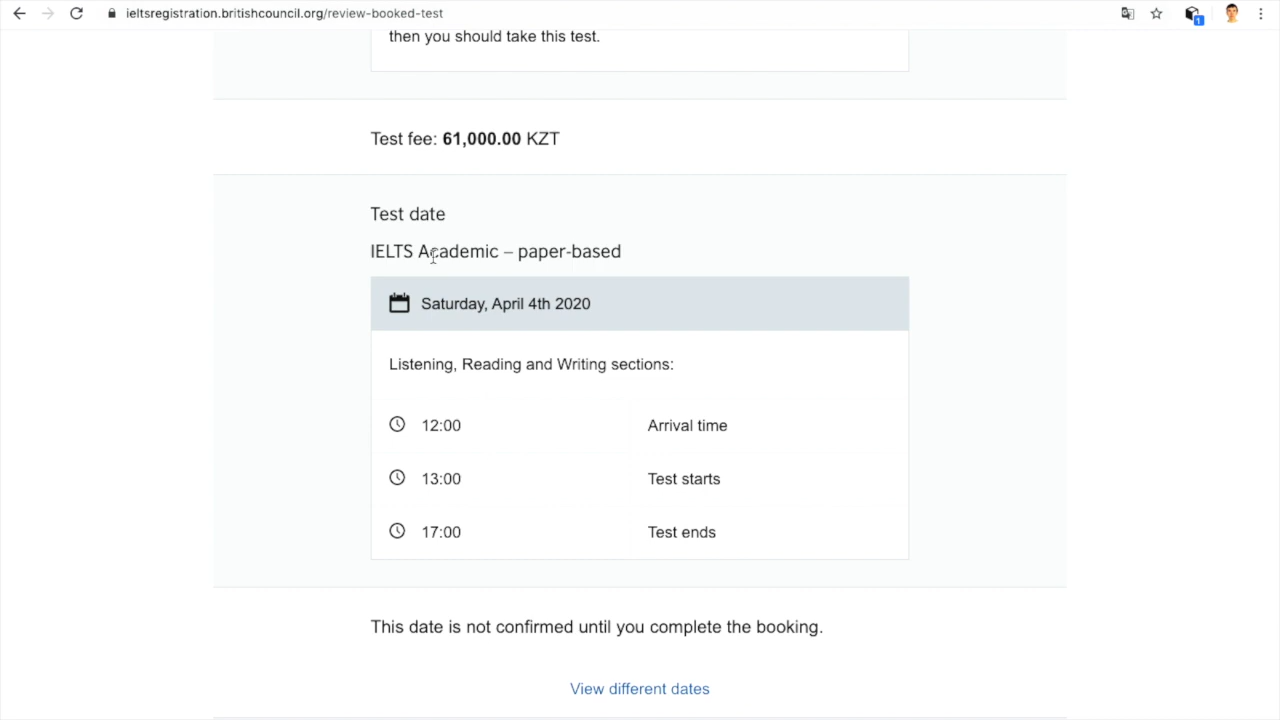 ieltsregistration.britishcouncil.org/review-booked-test
1
then you should take this test.
Test fee: 61,000.00 KZT
Test date
IELTS Academic – paper-based
Saturday, April 4th 2020
Listening, Reading and Writing sections:
12:00 Arrival time
13:00 Test starts
17:00 Test ends
This date is not confirmed until you complete the booking.
View different dates